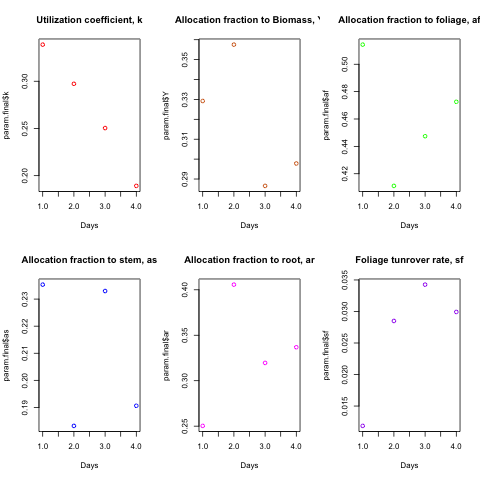 Utilization coefficient, k
param.final$k
0.20 0.25 0.30
1.0 2.0 3.0 4.0
Days
Allocation fraction to Biomass, Y
param.final$Y
0.29 0.31 0.33 0.35
1.0 2.0 3.0 4.0
Days
Allocation fraction to foliage, af
param.final$af
0.42 0.44 0.46 0.48 0.50
1.0 2.0 3.0 4.0
Days
Allocation fraction to stem, as
param.final$as
0.19 0.20 0.21 0.22 0.23
1.0 2.0 3.0 4.0
Days
Allocation fraction to root, ar
param.final$ar
0.25 0.30 0.35 0.40
1.0 2.0 3.0 4.0
Days
Foliage tunrover rate, sf
param.final$sf
0.015 0.020 0.025 0.030 0.035
1.0 2.0 3.0 4.0
Days